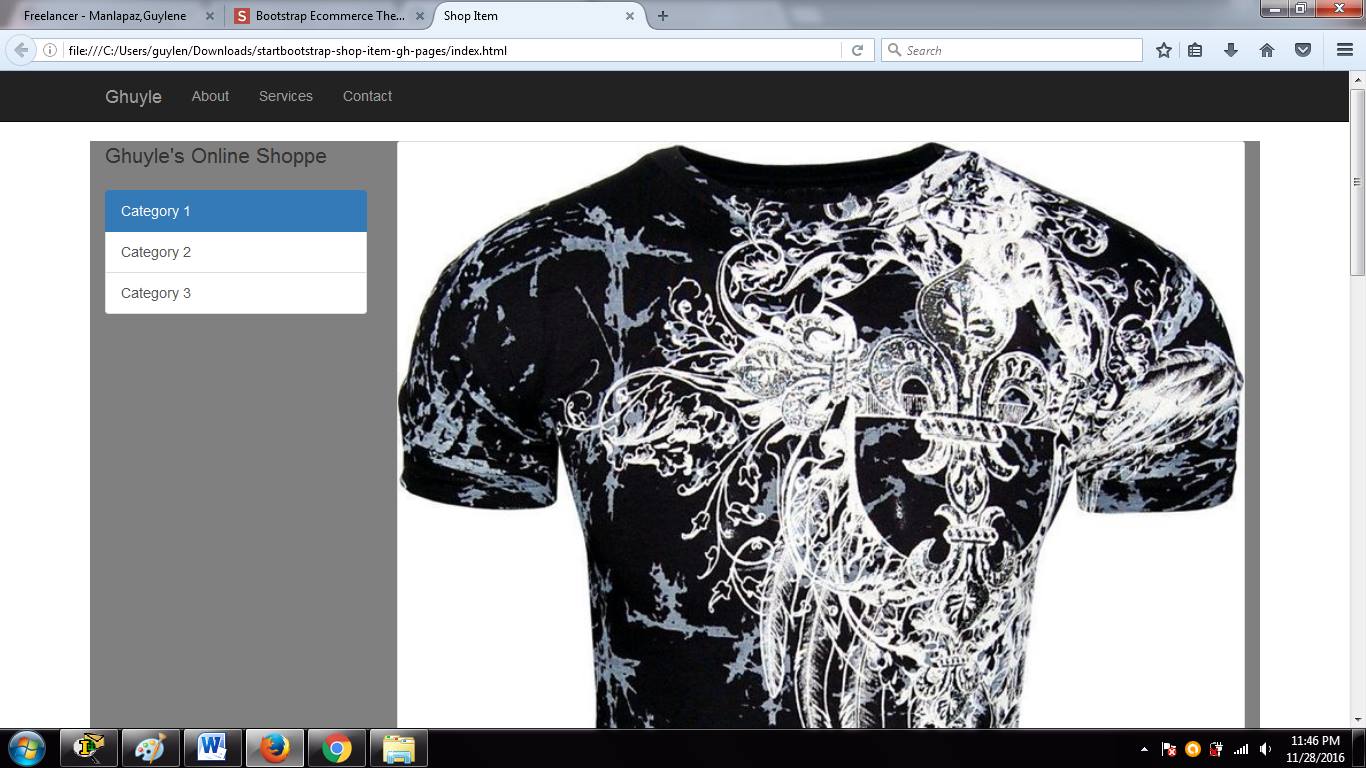 Freelancer - Manlapaz,Guylene
Bootstrap Ecommerce The...
Shop Item
file:///C:/Users/guylen/Downloads/startbootstrap-shop-item-gh-pages/index.html
Search
Ghuyle
About
Services
Contact
Ghuyle's Online Shoppe
Category 1
Category 2
Category 3
11:46 PM
11/28/2016